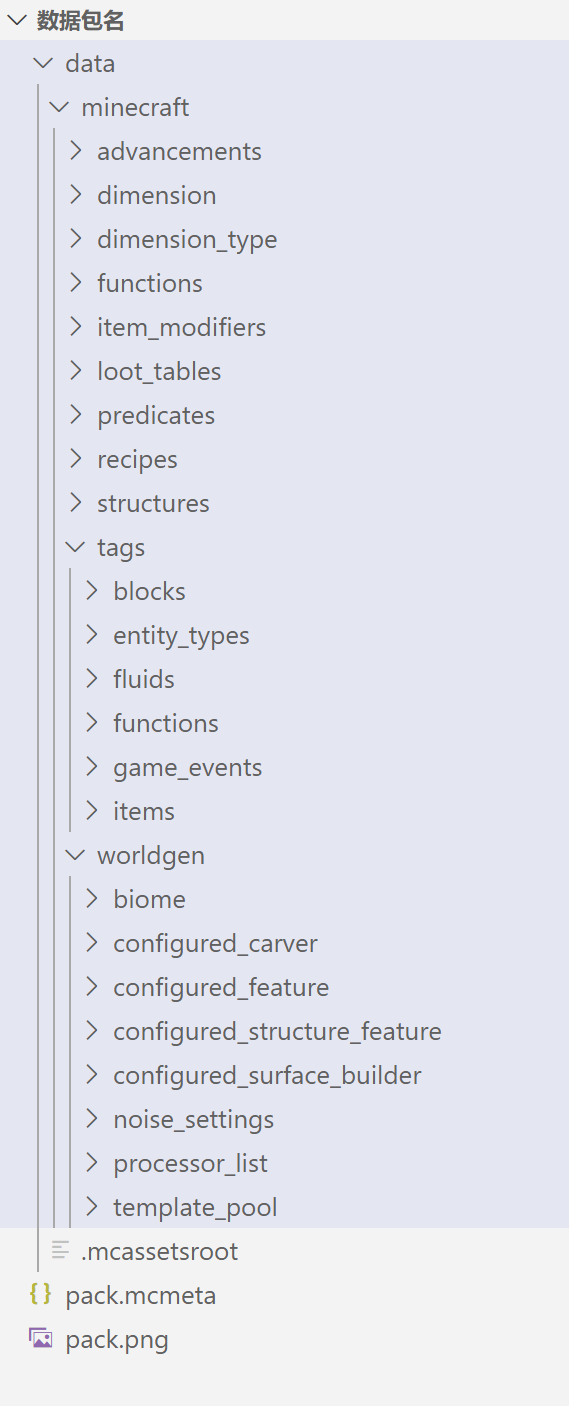 数据包名
data
minecraft
advancements
dimension
dimension_type
functions
item_modifiers
loot_tables
predicates
recipes
structures
tags
blocks
entity_types
fluids
functions
game_events
items
worldgen
biome
configured_carver
configured_feature
configured_structure_feature
configured_surface_builder
noise_settings
processor_list
template_pool
.mcassetsroot
pack.mcmeta
pack.png